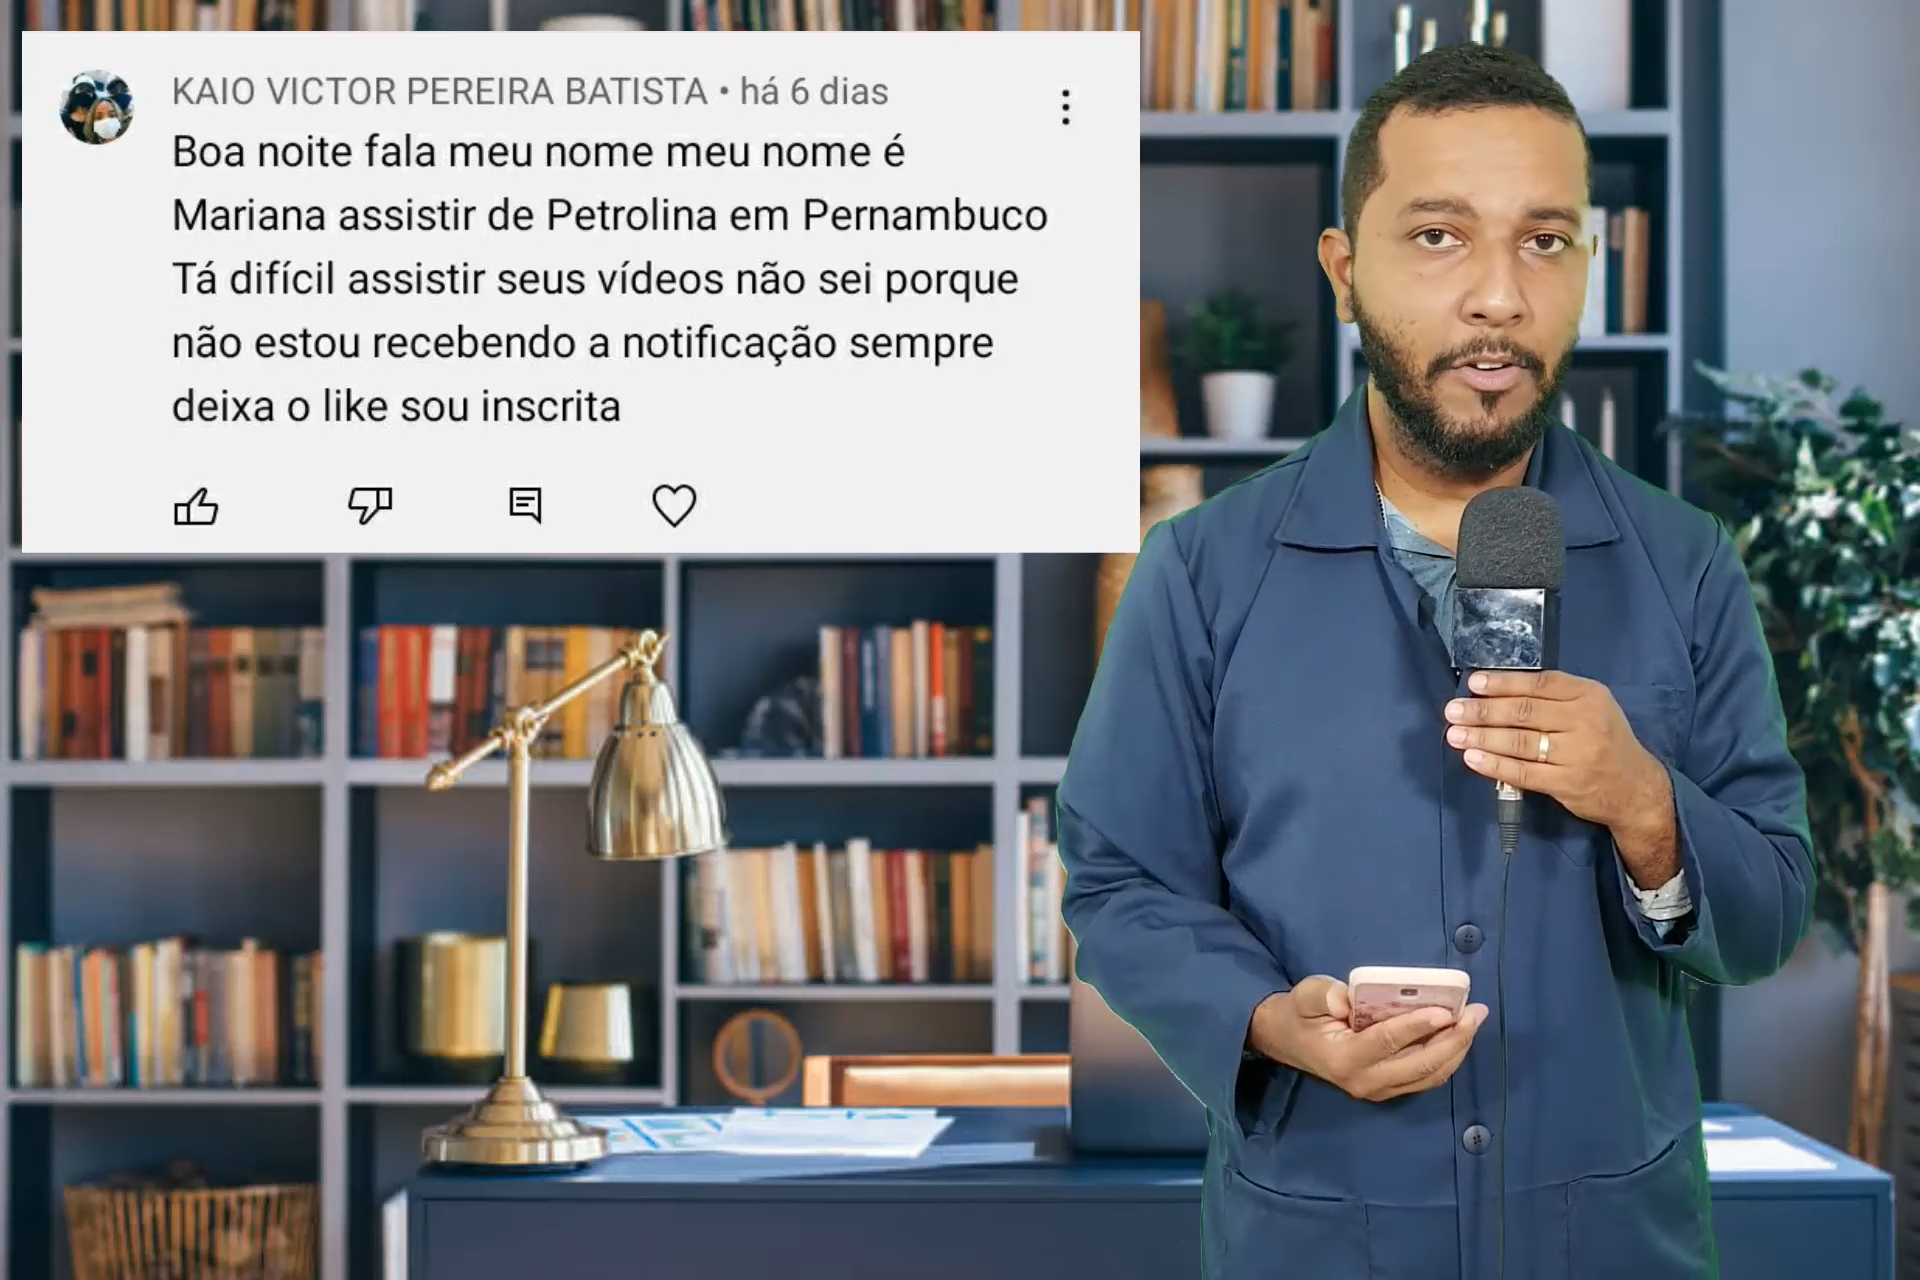 KAIO VICTOR PEREIRA BATISTA • há 6 dias
Boa noite fala meu nome meu nome é
Mariana assistir de Petrolina em Pernambuco
Tá difícil assistir seus vídeos não sei porque
não estou recebendo a notificação sempre
deixa o like sou inscrita